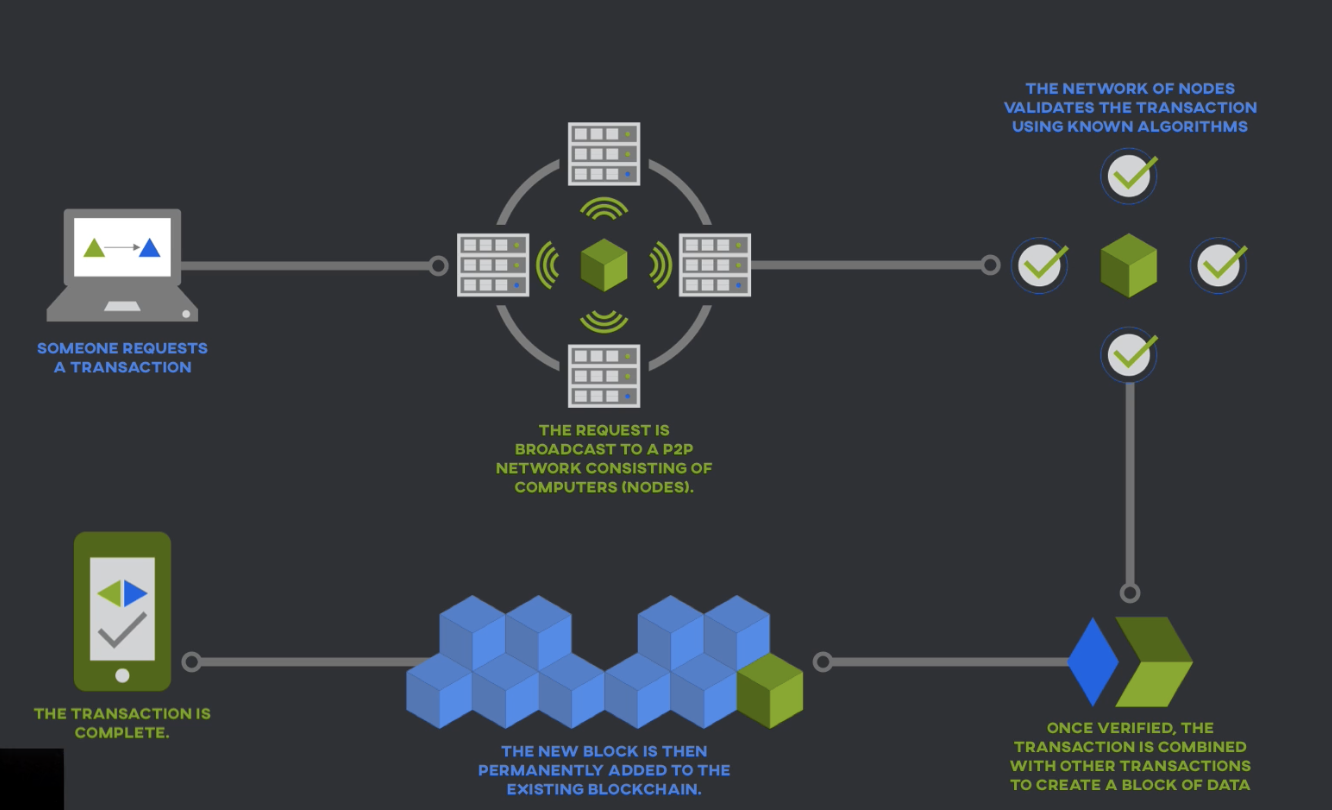 SOMEONE REQUESTS
A TRANSACTION
THE REQUEST IS
BROADCAST TO A P2P
NETWORK CONSISTING OF
COMPUTERS (NODES).
THE NETWORK OF NODES
VALIDATES THE TRANSACTION
USING KNOWN ALGORITHMS
ONCE VERIFIED, THE
TRANSACTION IS COMBINED
WITH OTHER TRANSACTIONS
TO CREATE A BLOCK OF DATA
THE NEW BLOCK IS THEN
PERMANENTLY ADDED TO THE
EXISTING BLOCKCHAIN.
THE TRANSACTION IS
COMPLETE.